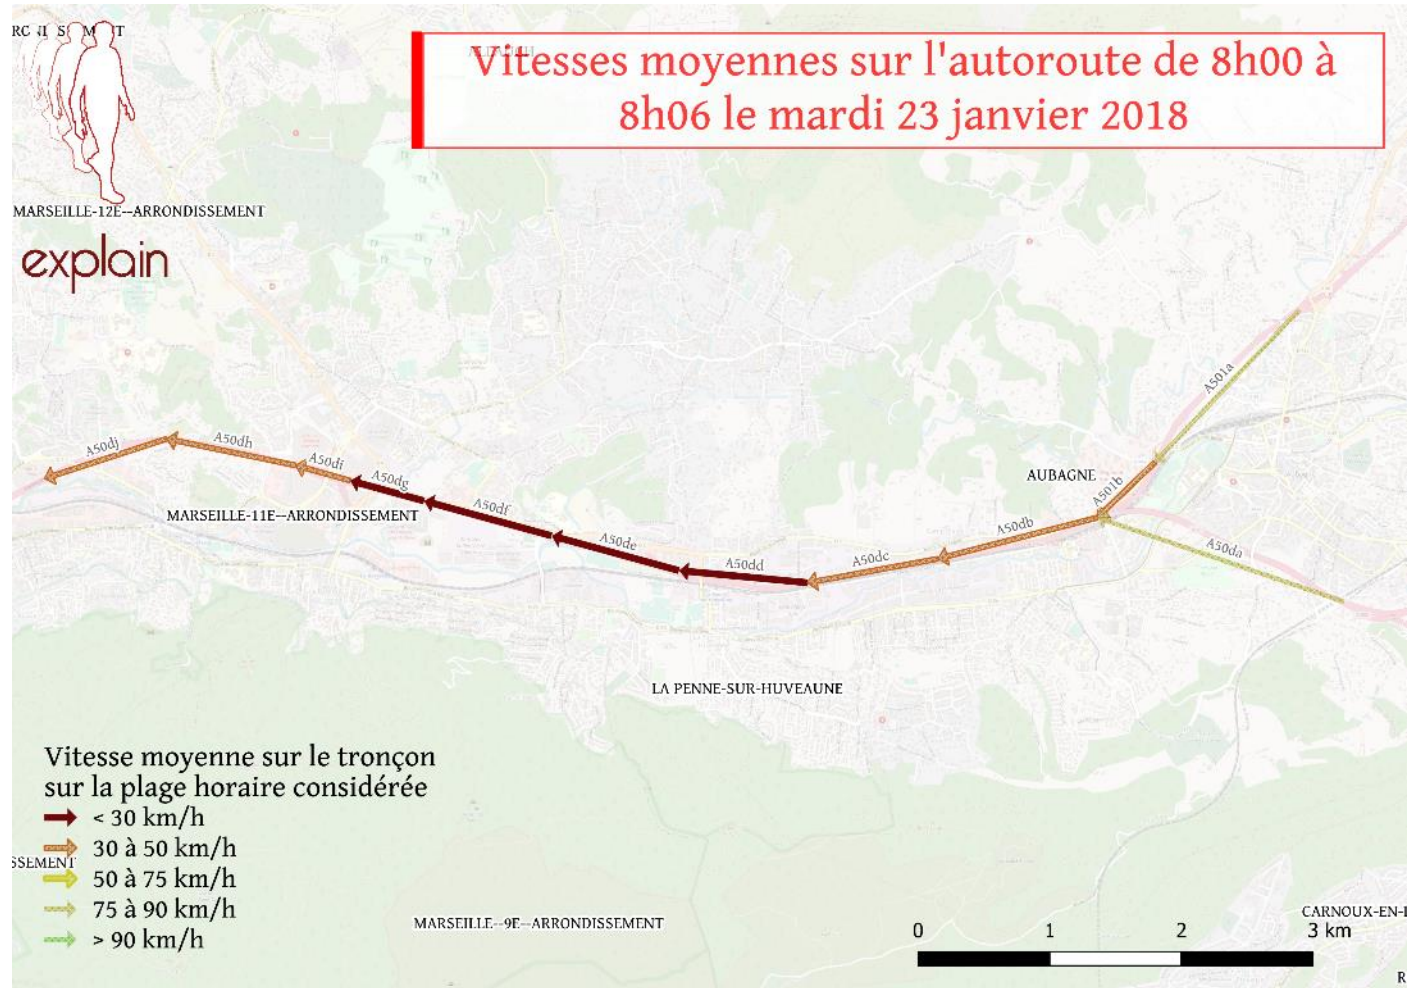 Vitesses moyennes sur l'autoroute de 8h00 à
8h06 le mardi 23 janvier 2018
MARSEILLE-12E--ARRONDISSEMENT
explain
A501a
AUBAGNE
A501b
A50da
A50db
A50dc
A50dd
A50de
A50df
A50dg
A50di
A50dh
A50dj
MARSEILLE-11E--ARRONDISSEMENT
LA PENNE-SUR-HUVEAUNE
Vitesse moyenne sur le tronçon
sur la plage horaire considérée
< 30 km/h
30 à 50 km/h
SSEMENT
50 à 75 km/h
75 à 90 km/h
> 90 km/h
MARSEILLE--9E--ARRONDISSEMENT
CARNOUX-EN-
0 1 2 3 km
R